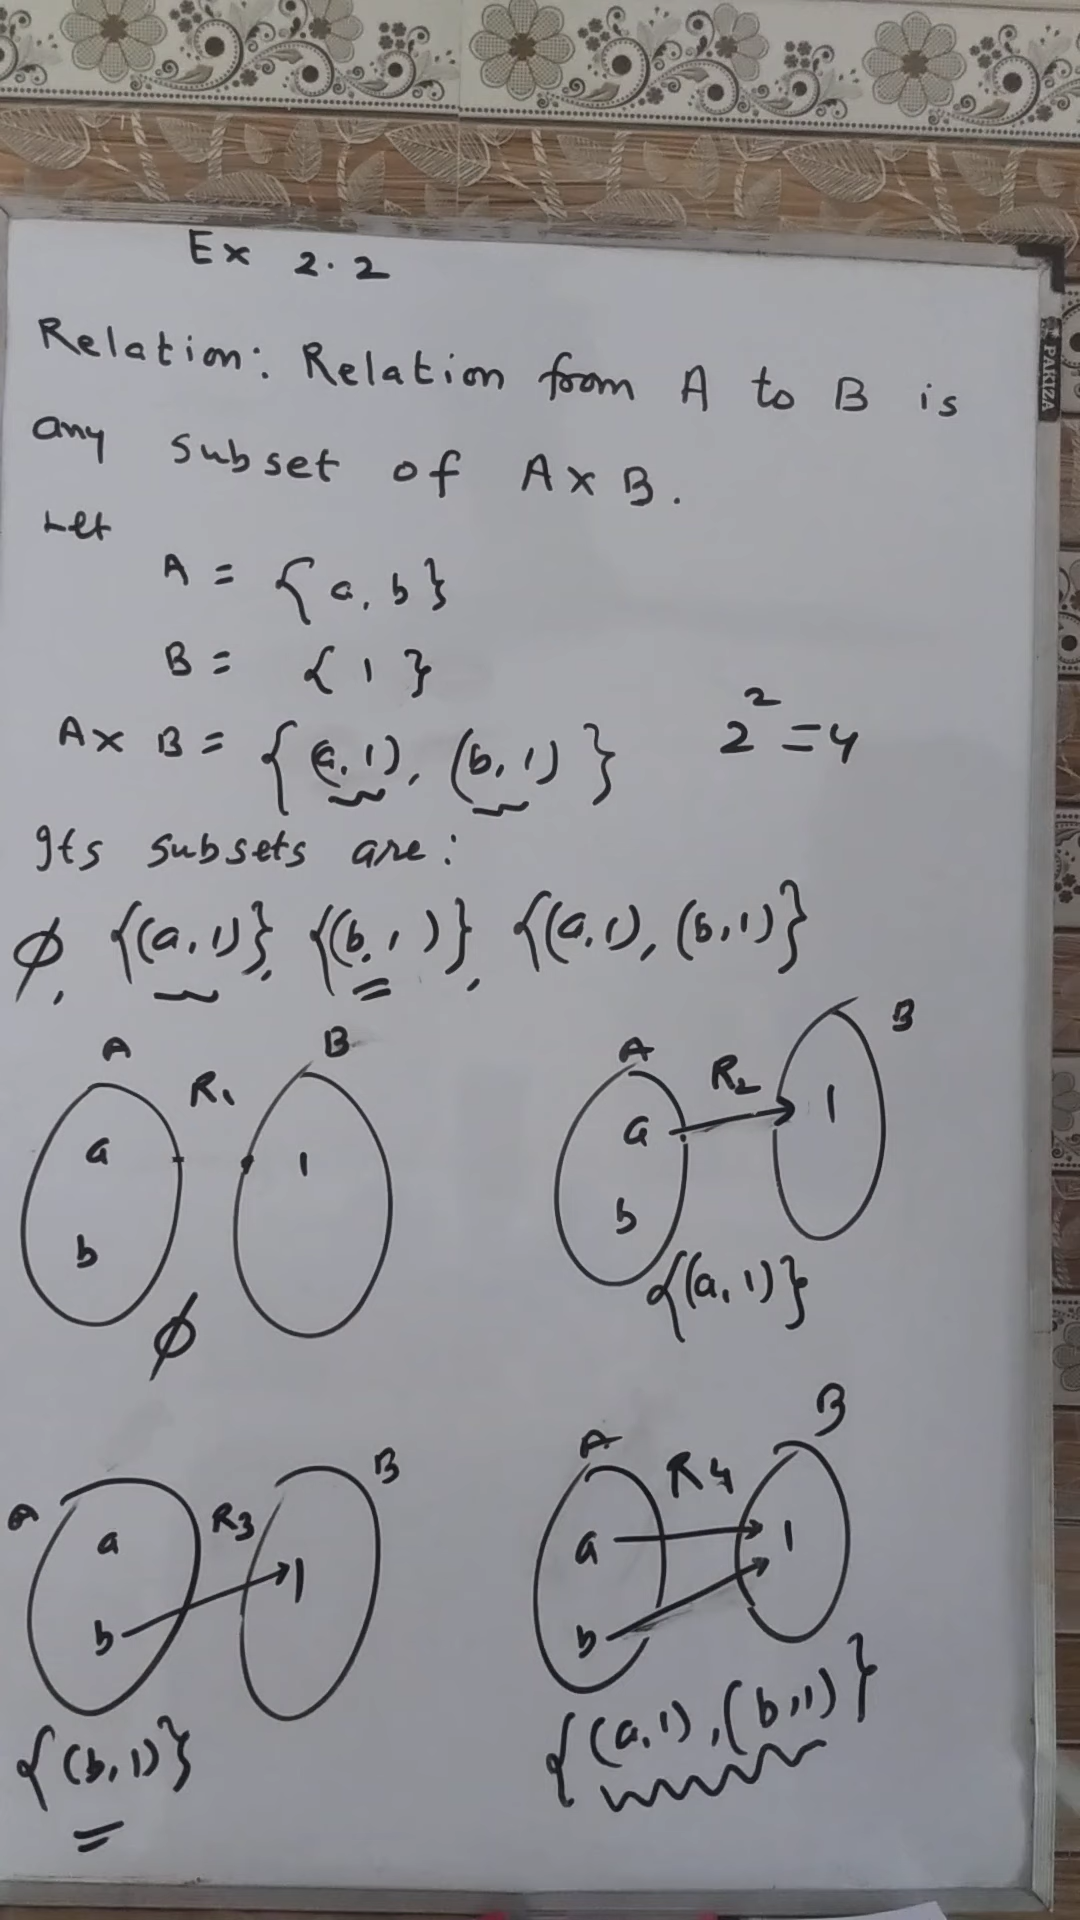 Ex 2.2
Relation: Relation from A to B is
any subset of A x B.
Let
A = {a, b}
B = {1}
A x B = {(a, 1), (b, 1)} 2² = 4
Its subsets are:
ϕ, {(a, 1)}, {(b, 1)}, {(a, 1), (b, 1)}
A R₁ B
a 1
b
ϕ
A R₂ B
a 1
b
{(a, 1)}
A R3 B
a 1
b
{(b, 1)}
A R4 B
a 1
b
{(a, 1), (b, 1)}
PAKIZA